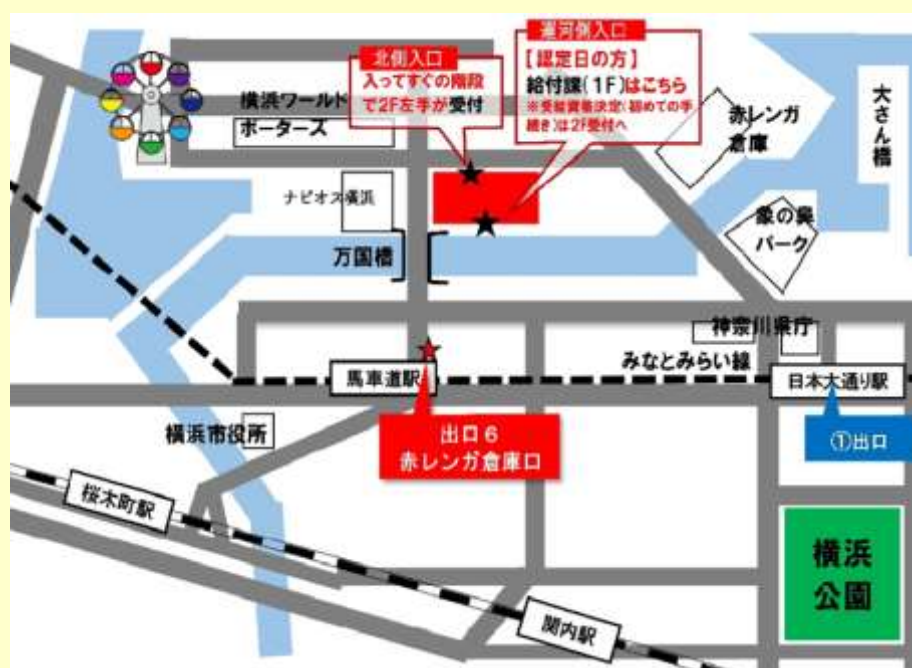 北側入口
入ってすぐの階段
で2F左手が受付
運河側入口
【認定日の方】
給付課(1F)はこちら
※受給資格決定(初めての手
続き)は2F受付へ
横浜ワールド
ポーターズ
赤レンガ
倉庫
大さん橋
ナビオス横浜
象の鼻
パーク
万国橋
神奈川県庁
みなとみらい線
馬車道駅
日本大通り駅
出口6
赤レンガ倉庫口
①出口
横浜市役所
桜木町駅
関内駅
横浜
公園